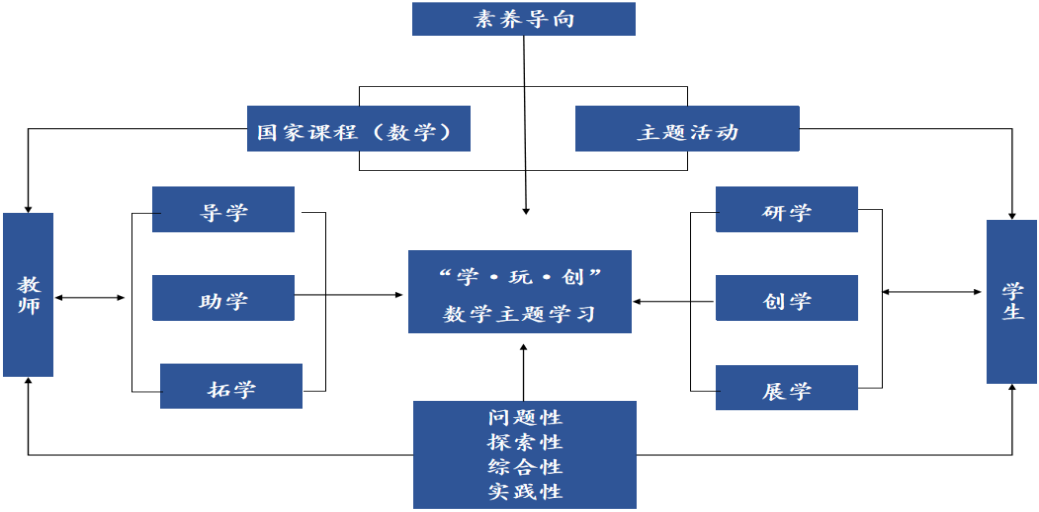 素养导向
国家课程（数学）
主题活动
导学
研学
教师
“学·玩·创”
数学主题学习
助学
创学
学生
拓学
展学
问题性
探索性
综合性
实践性